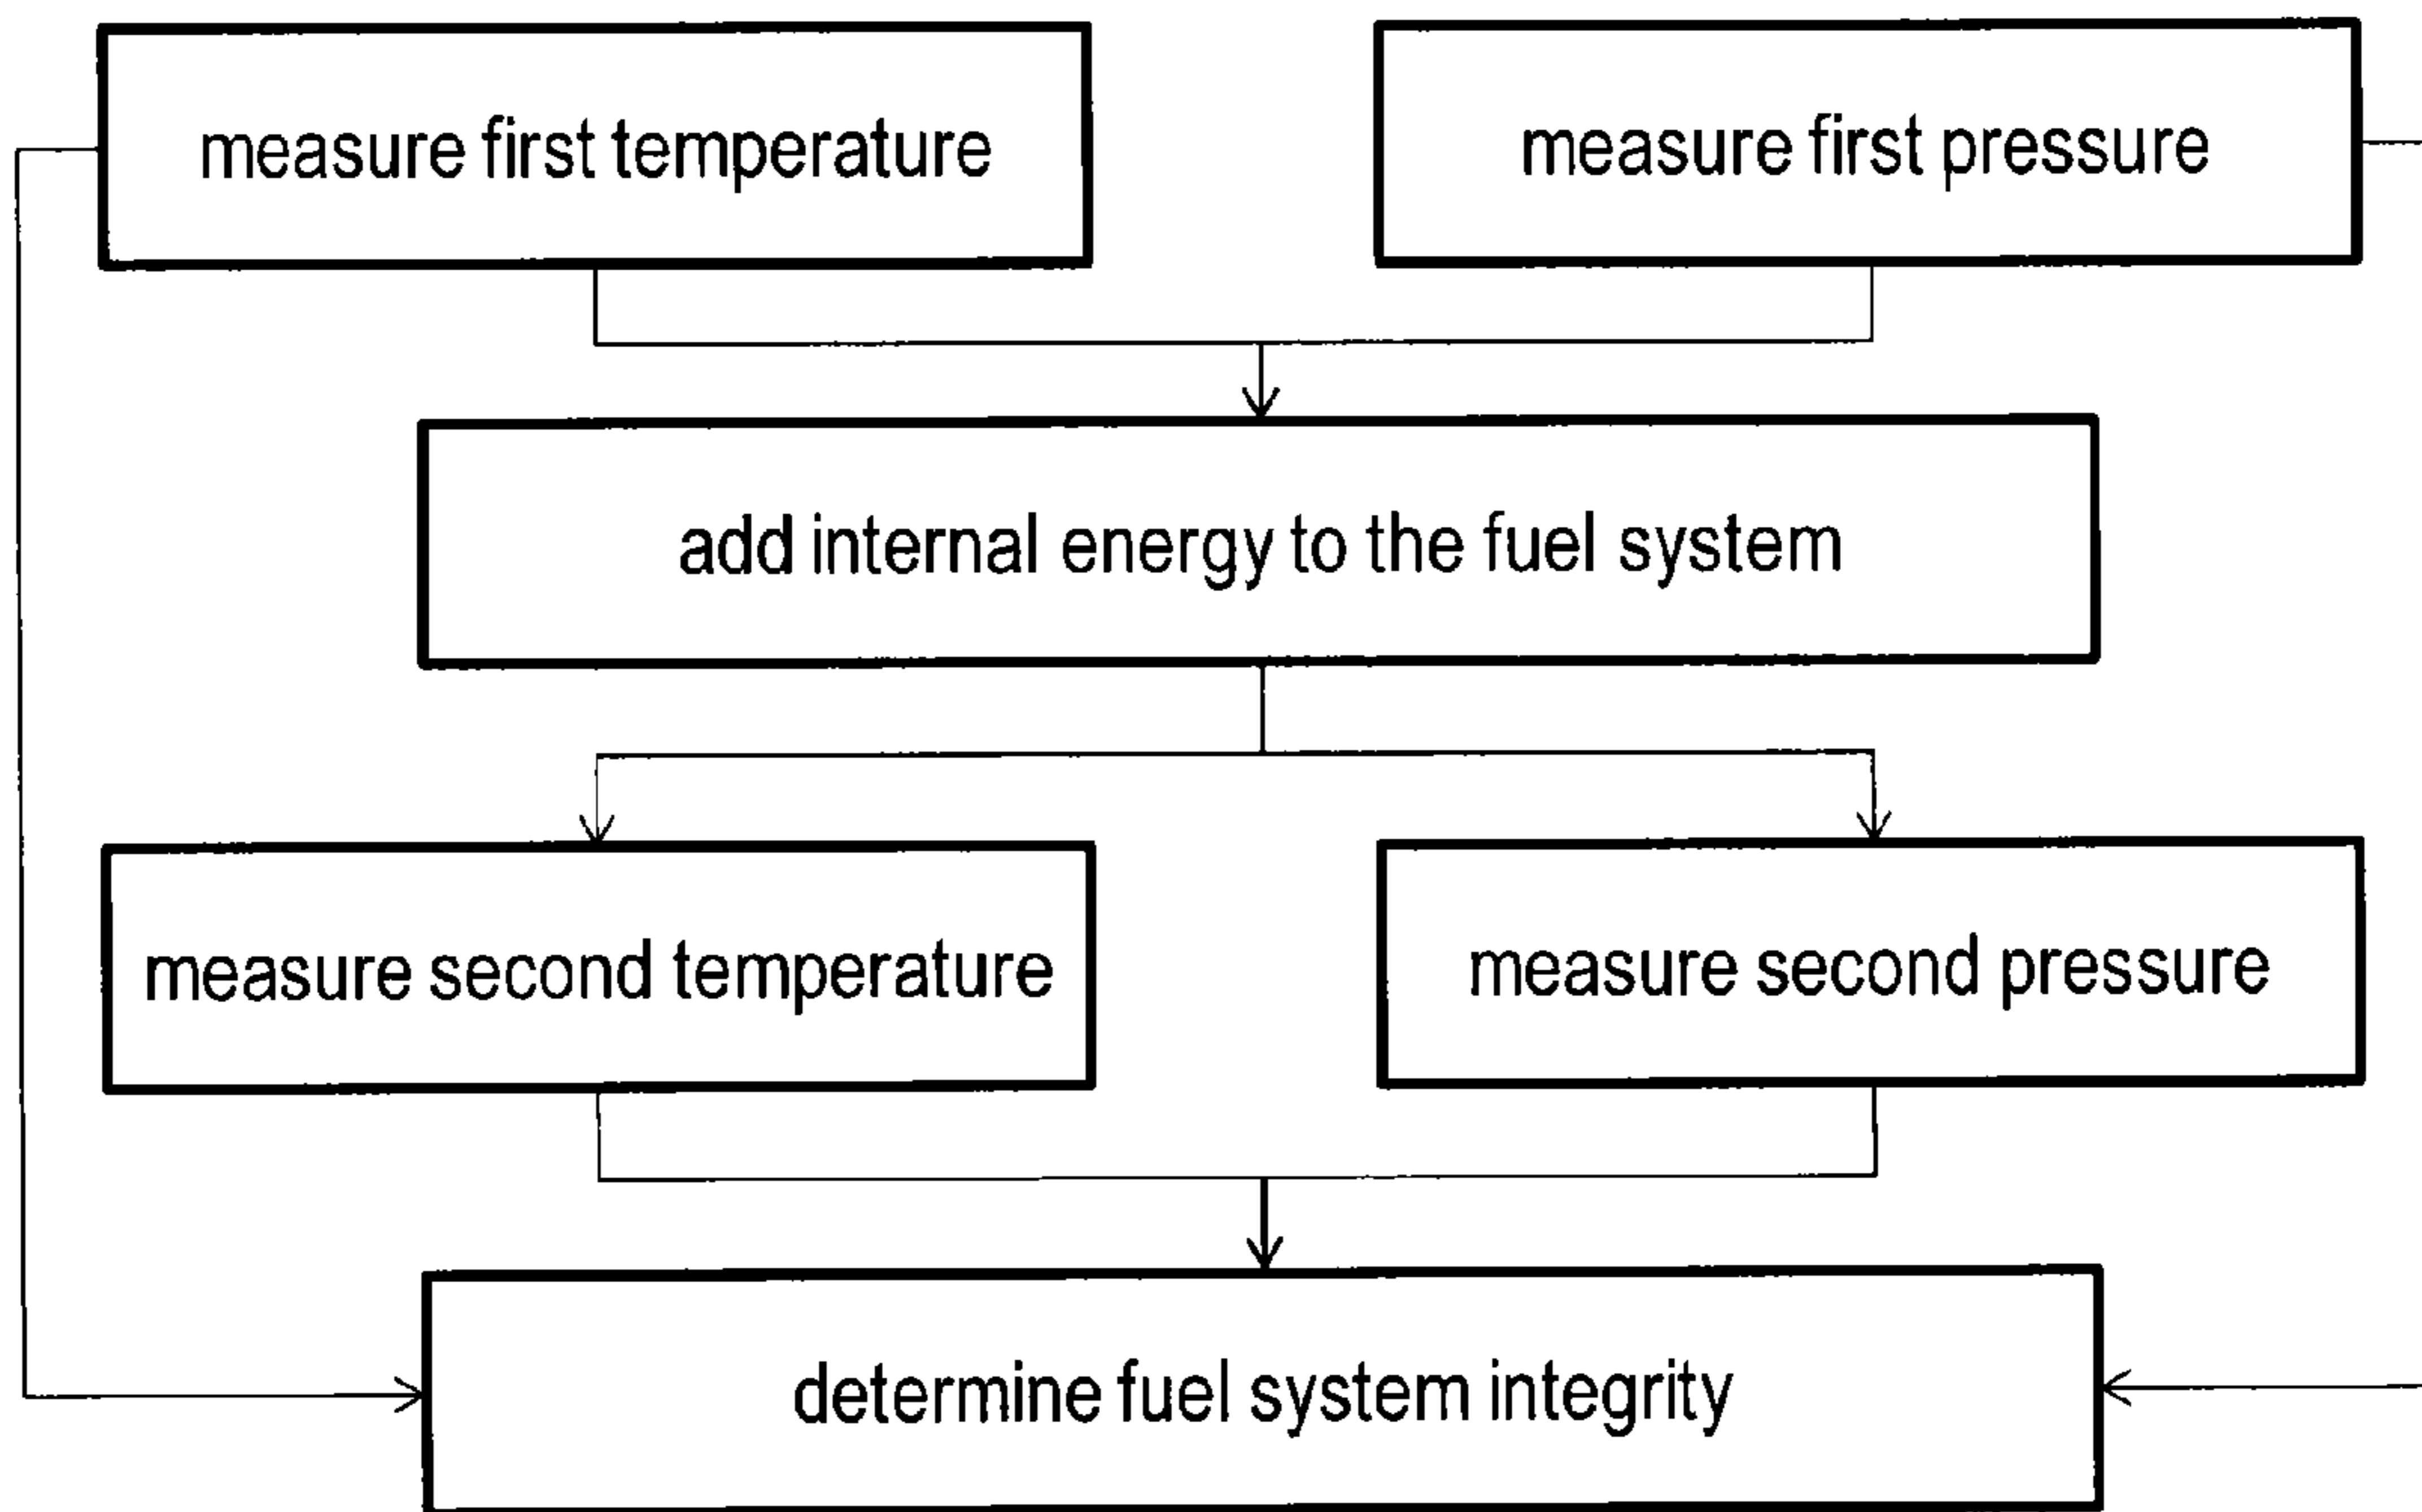 measure first temperature
measure first pressure
add internal energy to the fuel system
measure second temperature
measure second pressure
determine fuel system integrity